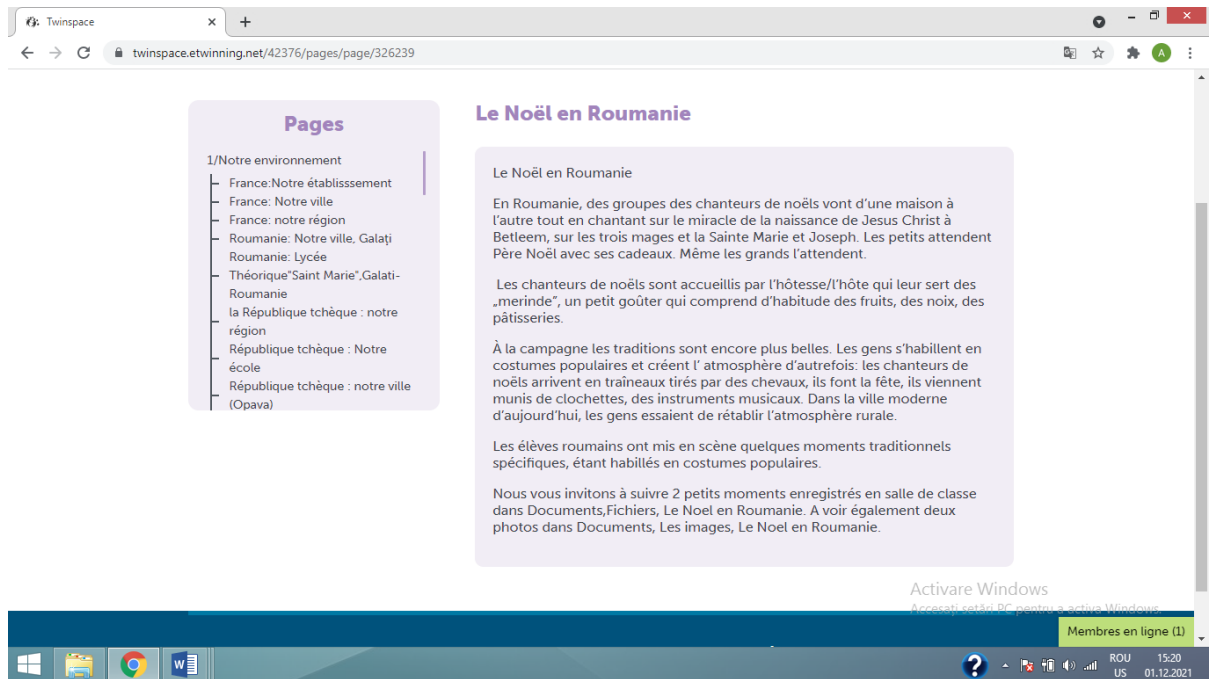 Twinspace
twinspace.etwinning.net/42376/pages/page/326239
A
Pages
1/Notre environnement
France:Notre établisssement
France: Notre ville
France: notre région
Roumanie: Notre ville, Galați
Roumanie: Lycée
Théorique"Saint Marie",Galati-
Roumanie
la République tchèque : notre
région
République tchèque : Notre
école
République tchèque : notre ville
(Opava)
Le Noël en Roumanie
Le Noël en Roumanie
En Roumanie, des groupes des chanteurs de noëls vont d’une maison à
l’autre tout en chantant sur le miracle de la naissance de Jesus Christ à
Betleem, sur les trois mages et la Sainte Marie et Joseph. Les petits attendent
Père Noël avec ses cadeaux. Même les grands l’attendent.
Les chanteurs de noëls sont accueillis par l’hôtesse/l’hôte qui leur sert des
„merinde”, un petit goûter qui comprend d’habitude des fruits, des noix, des
pâtisseries.
À la campagne les traditions sont encore plus belles. Les gens s’habillent en
costumes populaires et créent l’ atmosphère d’autrefois: les chanteurs de
noëls arrivent en traîneaux tirés par des chevaux, ils font la fête, ils viennent
munis de clochettes, des instruments musicaux. Dans la ville moderne
d’aujourd’hui, les gens essaient de rétablir l’atmosphère rurale.
Les élèves roumains ont mis en scène quelques moments traditionnels
spécifiques, étant habillés en costumes populaires.
Nous vous invitons à suivre 2 petits moments enregistrés en salle de classe
dans Documents,Fichiers, Le Noel en Roumanie. A voir également deux
photos dans Documents, Les images, Le Noel en Roumanie.
Activare Windows
Accesați setări PC pentru a activa Windows.
Membres en ligne (1)
ROU 15:20
US 01.12.2021